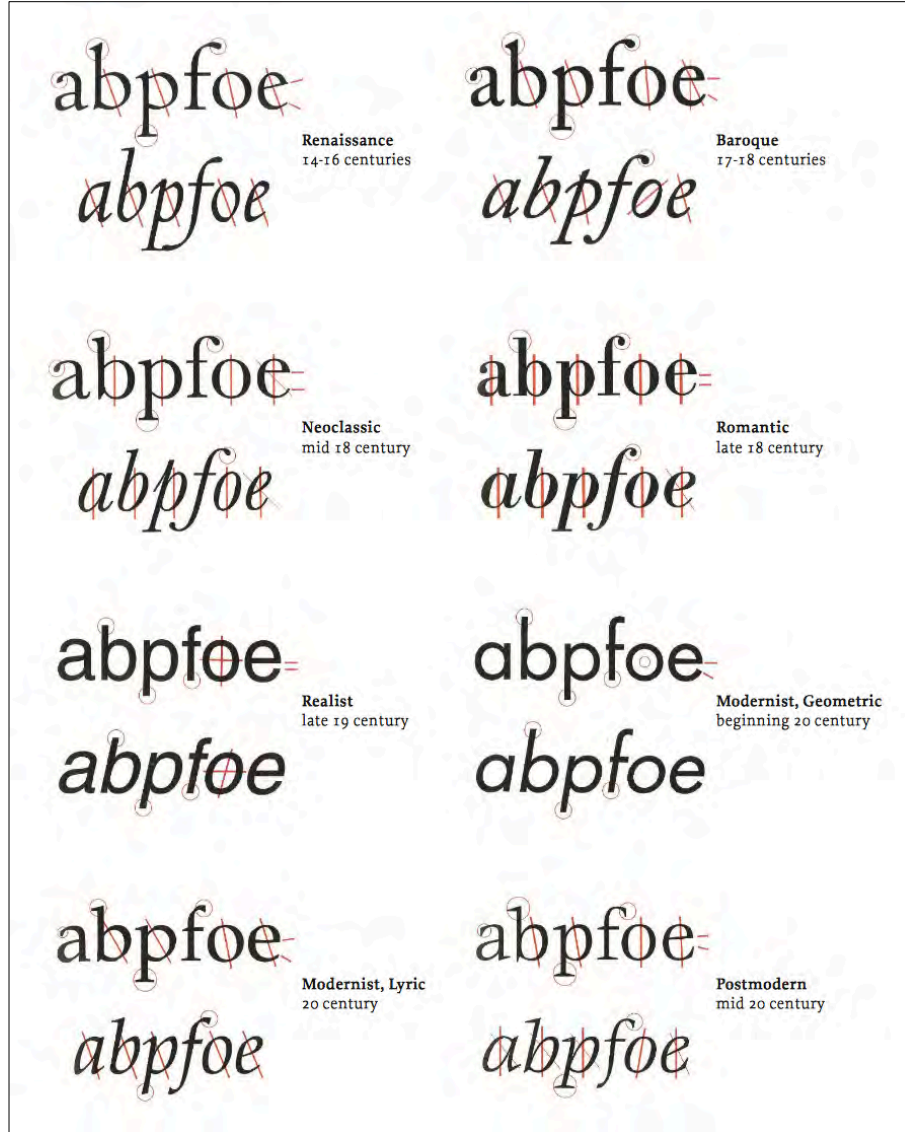 abpfoe
Renaissance
14-16 centuries
abpfoe
abpfoe
Baroque
17-18 centuries
abpfoe
abpfoe
Neoclassic
mid 18 century
abpfoe
abpfoe
Romantic
late 18 century
abpfoe
abpfoe
Realist
late 19 century
abpfoe
abpfoe
Modernist, Geometric
beginning 20 century
abpfoe
abpfoe
Modernist, Lyric
20 century
abpfoe
abpfoe
Postmodern
mid 20 century
abpfoe